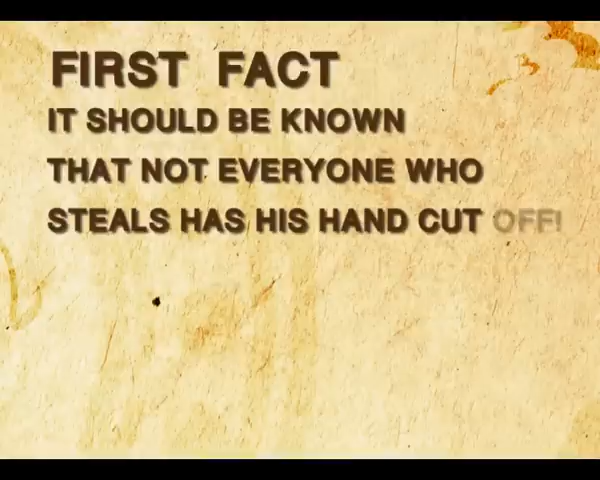 FIRST FACT
IT SHOULD BE KNOWN
THAT NOT EVERYONE WHO
STEALS HAS HIS HAND CUT OFF!